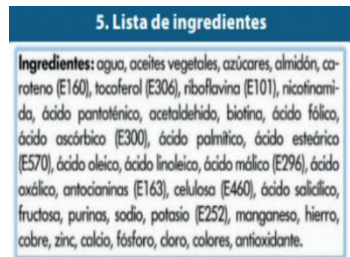 5. Lista de ingredientes
Ingredientes: agua, aceites vegetales, azúcares, almidón, ca-
roteno (E160), tocoferol (E306), riboflavina (E101), nicotinami-
da, ácido pantoténico, acetaldehido, biotina, ácido fólico,
ácido ascórbico (E300), ácido palmítico, ácido esteárico
(E570), ácido oleico, ácido linoleico, ácido málico (E296), ácido
oxálico, antocianinas (E163), celulosa (E460), ácido salicílico,
fructosa, purinas, sodio, potasio (E252), manganeso, hierro,
cobre, zinc, calcio, fósforo, cloro, colores, antioxidante.